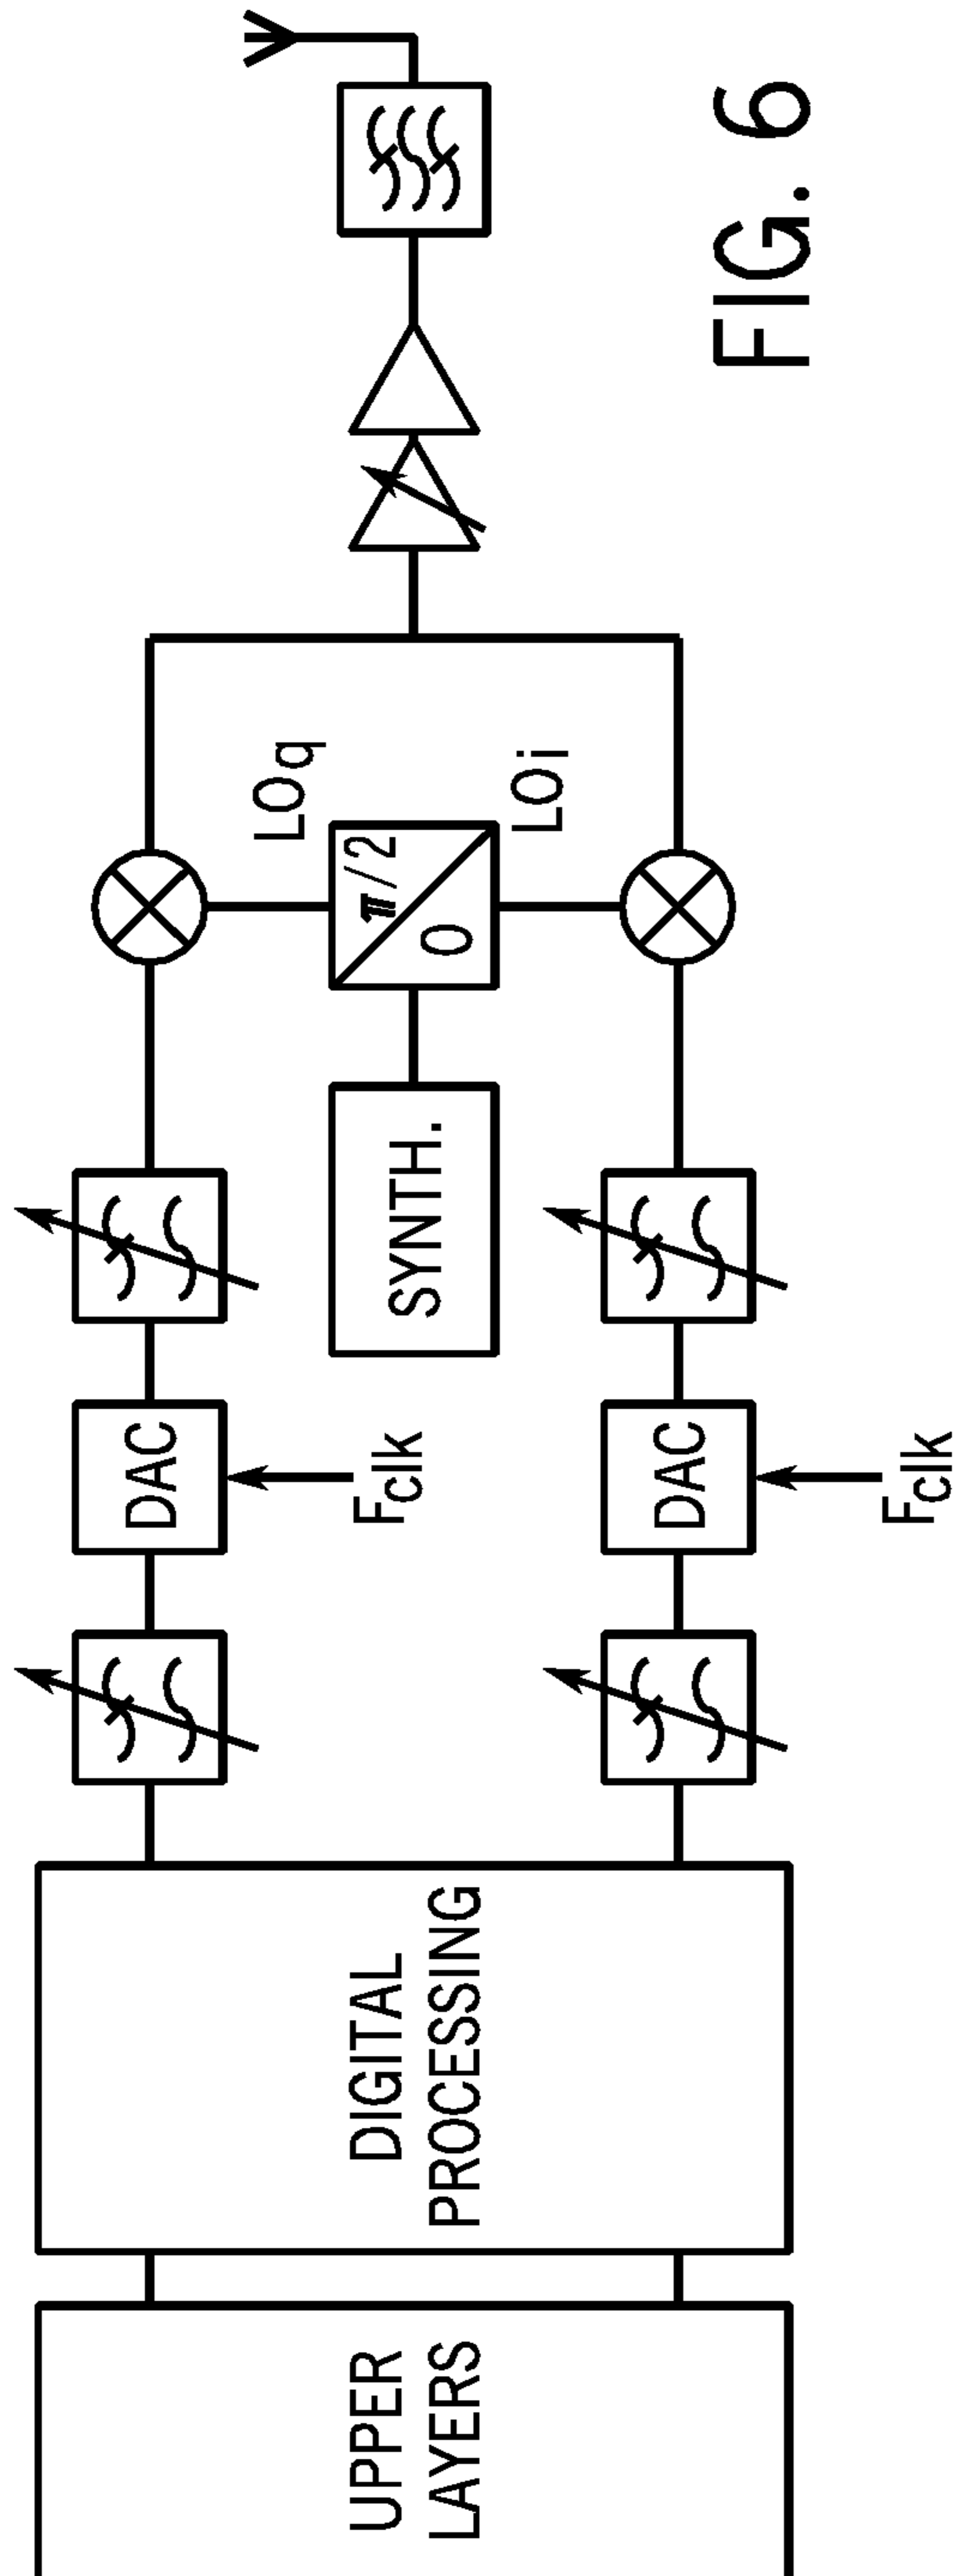 UPPER
LAYERS
DIGITAL
PROCESSING
DAC
Fclk
DAC
Fclk
SYNTH.
π/2
0
LOq
LOi
FIG. 6